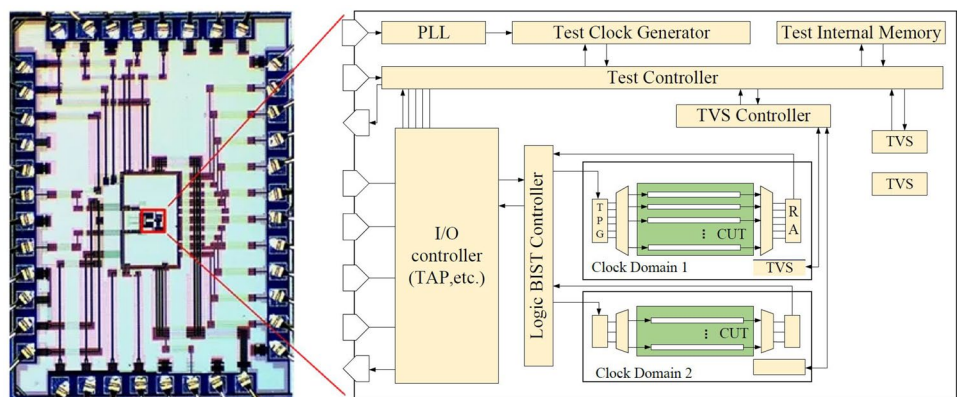 PLL
Test Clock Generator
Test Internal Memory
Test Controller
TVS Controller
TVS
TVS
I/O
controller
(TAP,etc.)
Logic BIST Controller
T
P
G
CUT
R
A
TVS
Clock Domain 1
CUT
Clock Domain 2